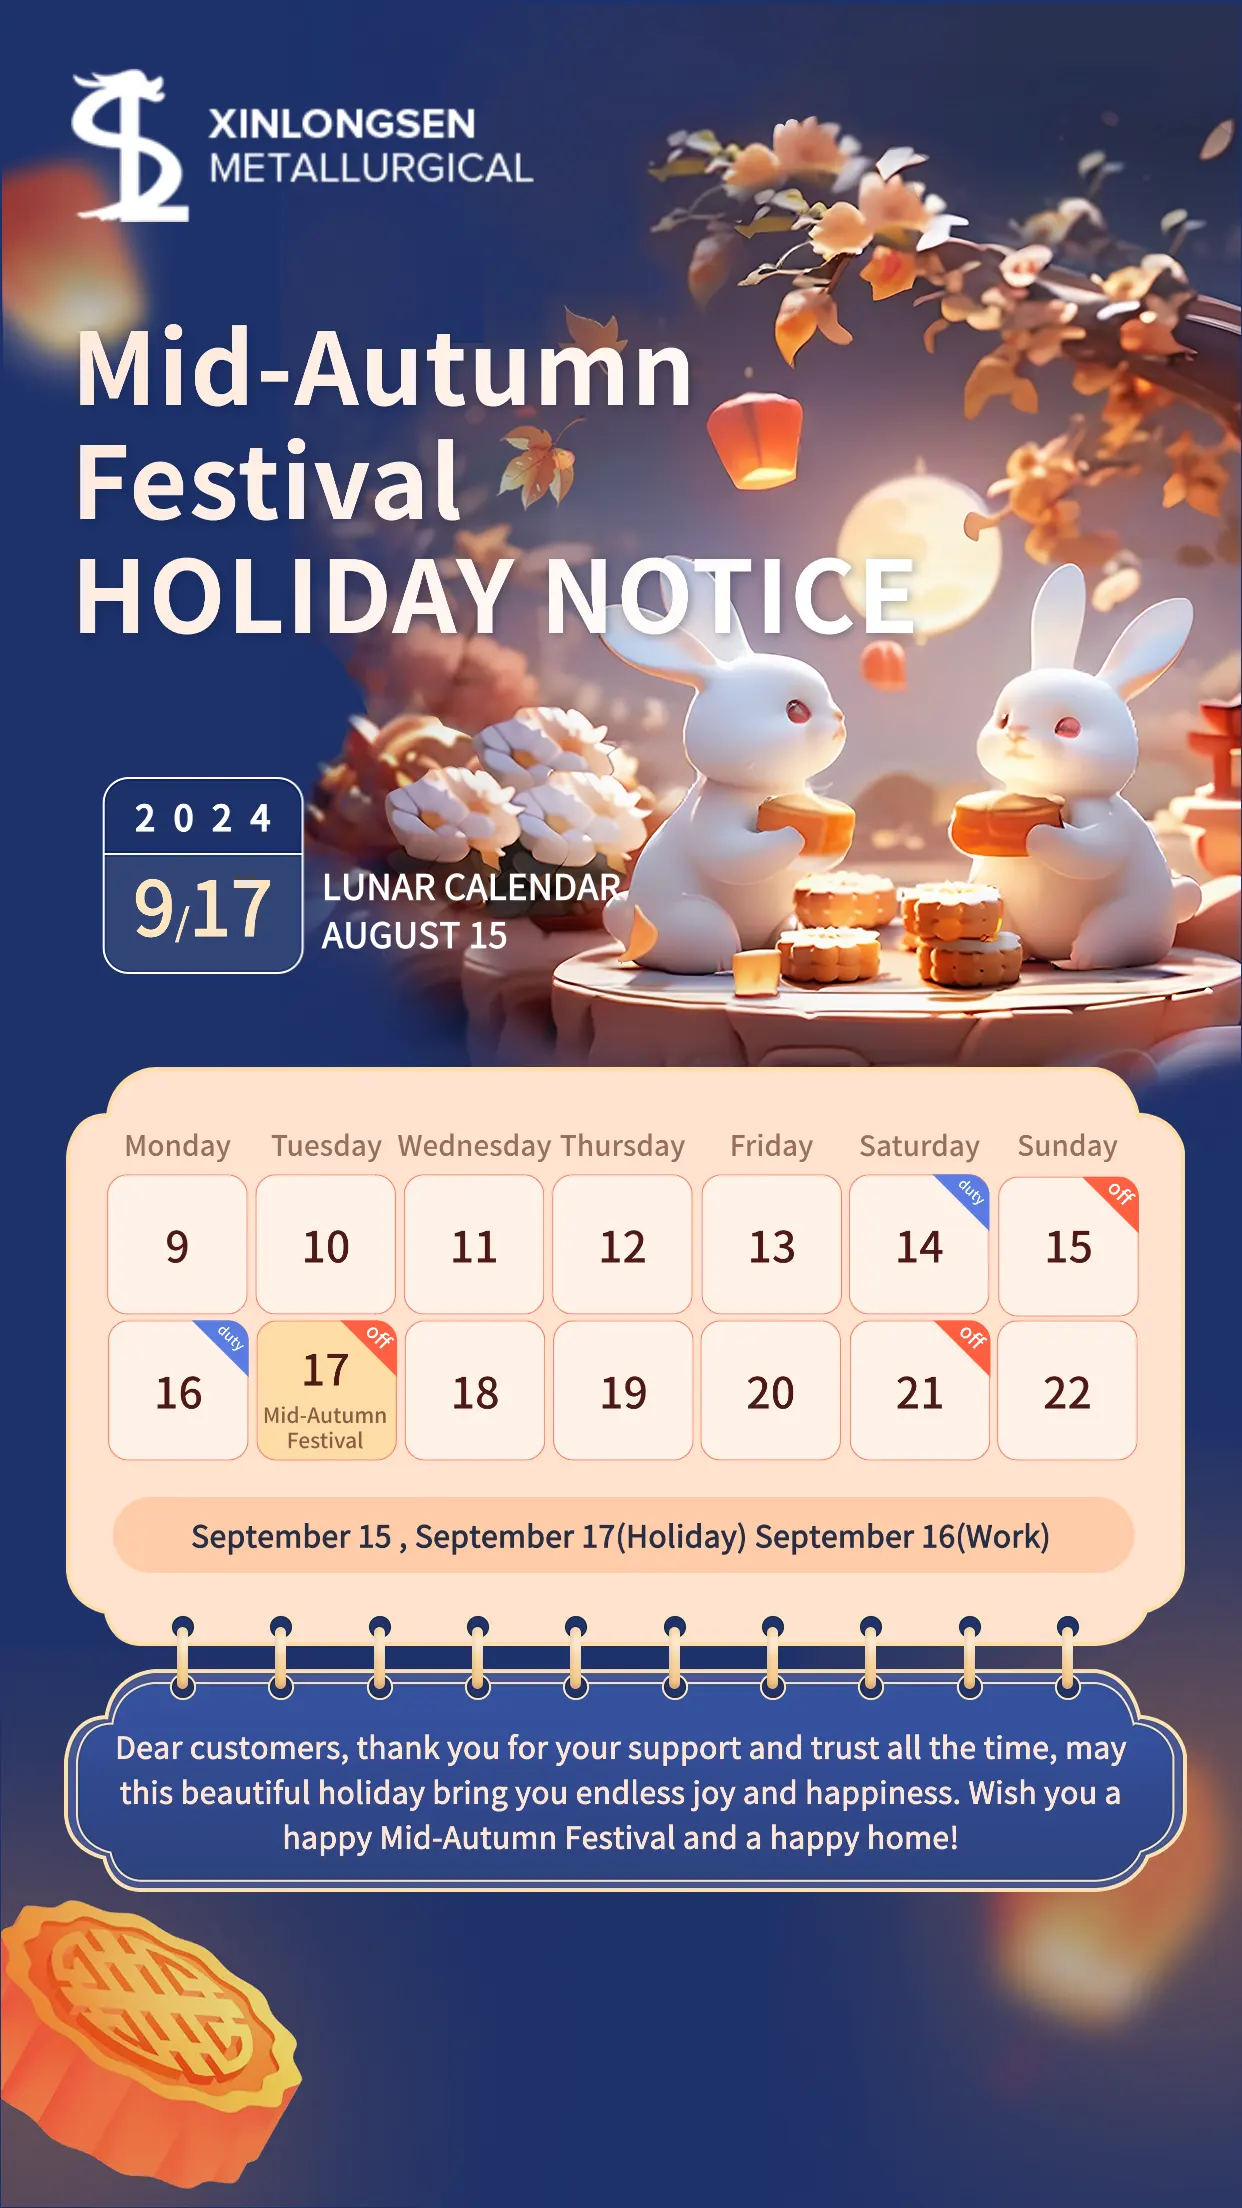 XINLONGSEN
METALLURGICAL
Mid-Autumn
Festival
HOLIDAY NOTICE
2024
9/17
LUNAR CALENDAR
AUGUST 15
Monday Tuesday Wednesday Thursday Friday Saturday Sunday
9 10 11 12 13 14 duty 15 off
16 duty 17 off 18 19 20 21 off 22
Mid-Autumn
Festival
September 15 , September 17(Holiday) September 16(Work)
Dear customers, thank you for your support and trust all the time, may
this beautiful holiday bring you endless joy and happiness. Wish you a
happy Mid-Autumn Festival and a happy home!